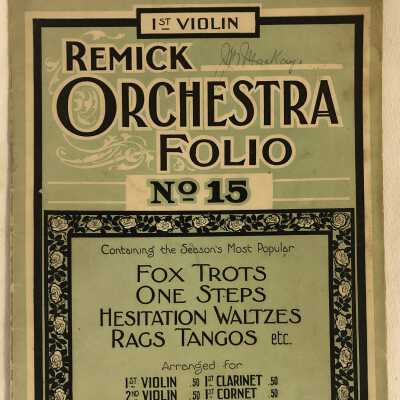 1ST VIOLIN
REMICK
ORCHESTRA
FOLIO
No 15
Containing the Season's Most Popular
FOX TROTS
ONE STEPS
HESITATION WALTZES
RAGS TANGOS etc.
Arranged for
1ST VIOLIN .50 1ST CLARINET .50
2ND VIOLIN .50 1ST CORNET .50